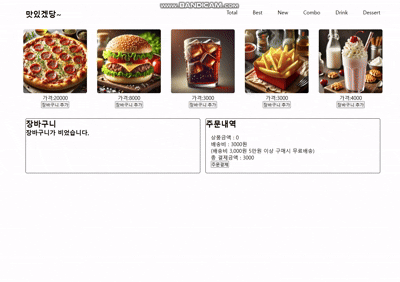 www.BANDICAM.com
맛있겠당~
Total Best New Combo Drink Dessert
가격:20000 가격:8000 가격:3000 가격:3000 가격:4000
장바구니 추가 장바구니 추가 장바구니 추가 장바구니 추가 장바구니 추가
장바구니
장바구니가 비었습니다.
주문내역
상품금액 : 0
배송비 : 3000원
(배송비 3,000원 5만원 이상 구매시 무료배송)
총 결제금액 : 3000
주문결제